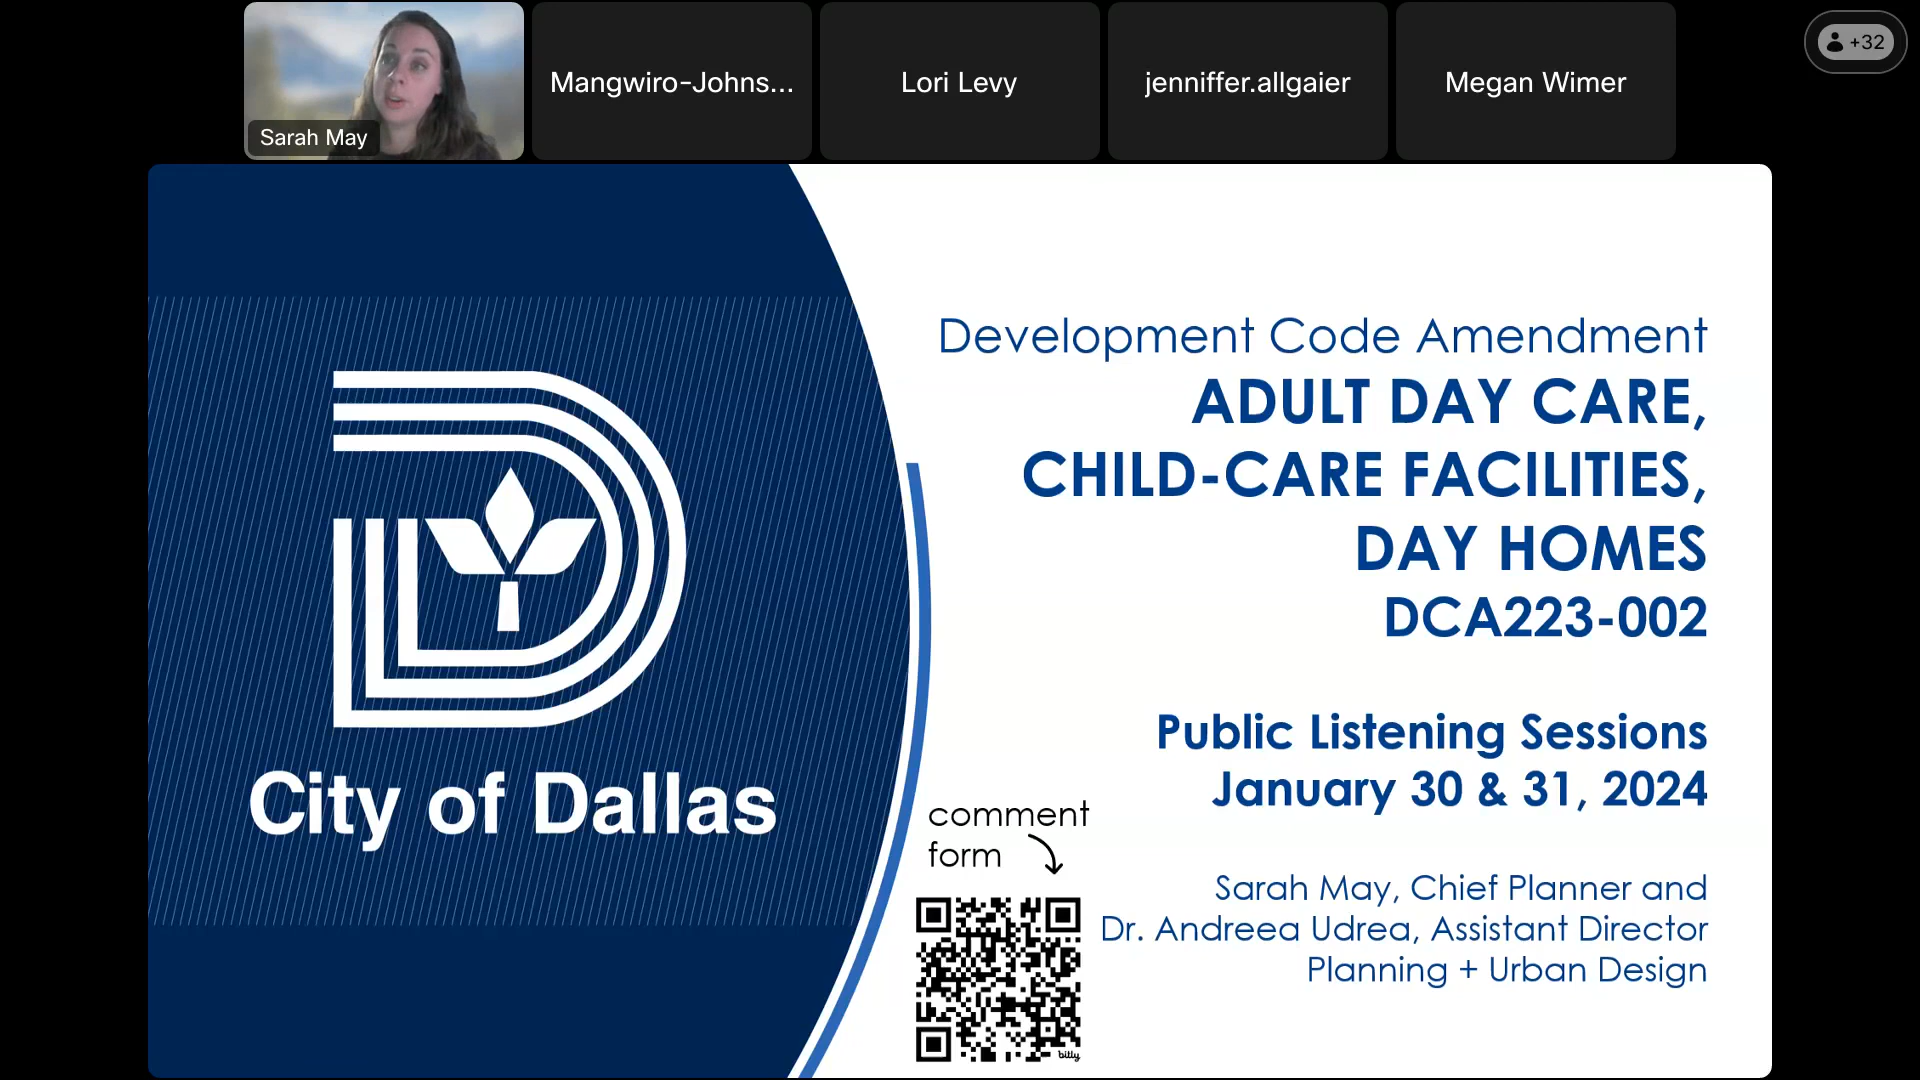 Sarah May
Mangwiro-Johns...
Lori Levy
jenniffer.allgaier
Megan Wimer
+32
Development Code Amendment
ADULT DAY CARE,
CHILD-CARE FACILITIES,
DAY HOMES
DCA223-002
Public Listening Sessions
January 30 & 31, 2024
City of Dallas
comment
form
Sarah May, Chief Planner and
Dr. Andreea Udrea, Assistant Director
Planning + Urban Design
bitly